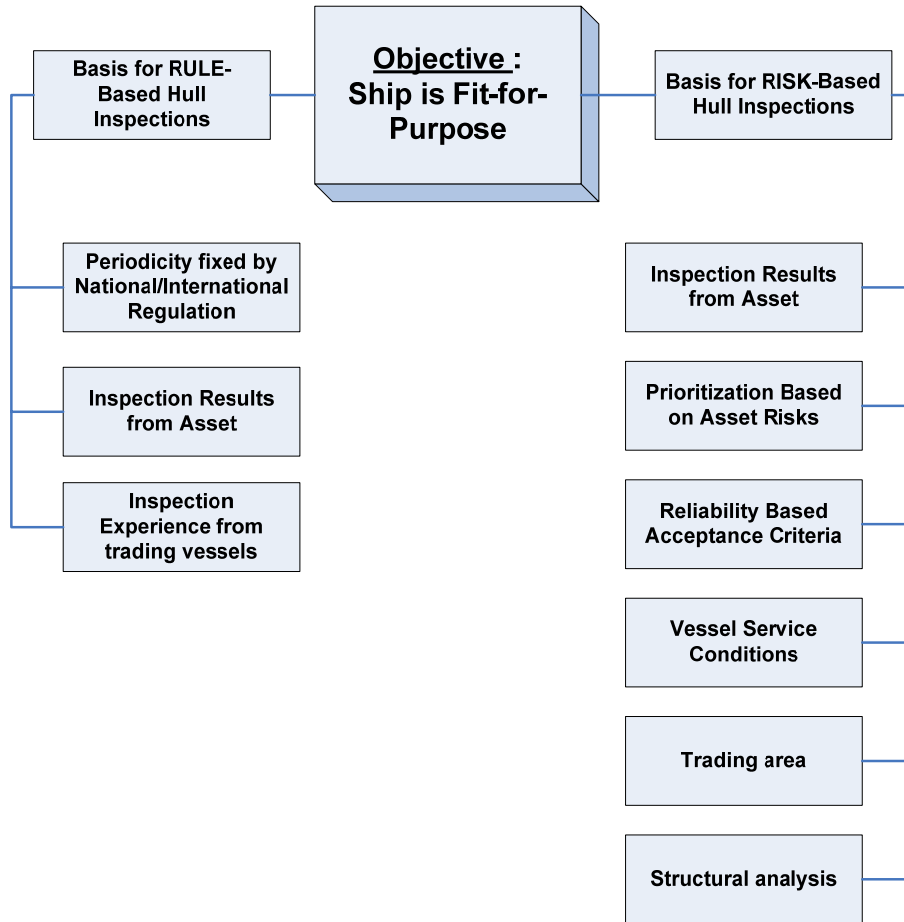 Basis for RULE-
Based Hull
Inspections
Objective :
Ship is Fit-for-
Purpose
Basis for RISK-Based
Hull Inspections
Periodicity fixed by
National/International
Regulation
Inspection Results
from Asset
Inspection
Experience from
trading vessels
Inspection Results
from Asset
Prioritization Based
on Asset Risks
Reliability Based
Acceptance Criteria
Vessel Service
Conditions
Trading area
Structural analysis